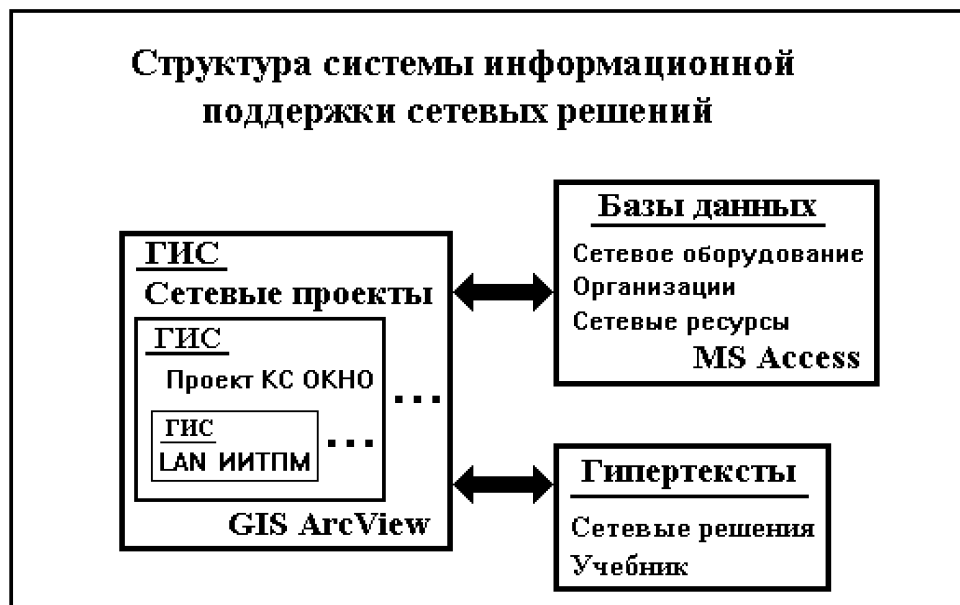 Структура системы информационной
поддержки сетевых решений
ГИС
Сетевые проекты
ГИС
Проект КС ОКНО
...
ГИС
LAN ИИТПМ
...
GIS ArcView
Базы данных
Сетевое оборудование
Организации
Сетевые ресурсы
MS Access
Гипертексты
Сетевые решения
Учебник